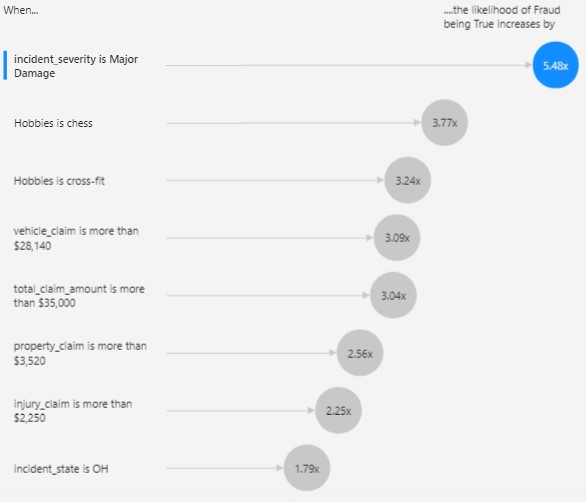 When...
....the likelihood of Fraud
being True increases by
incident_severity is Major
Damage
5.48x
Hobbies is chess
3.77x
Hobbies is cross-fit
3.24x
vehicle_claim is more than
$28,140
3.09x
total_claim_amount is more
than $35,000
3.04x
property_claim is more than
$3,520
2.56x
injury_claim is more than
$2,250
2.25x
incident_state is OH
1.79x